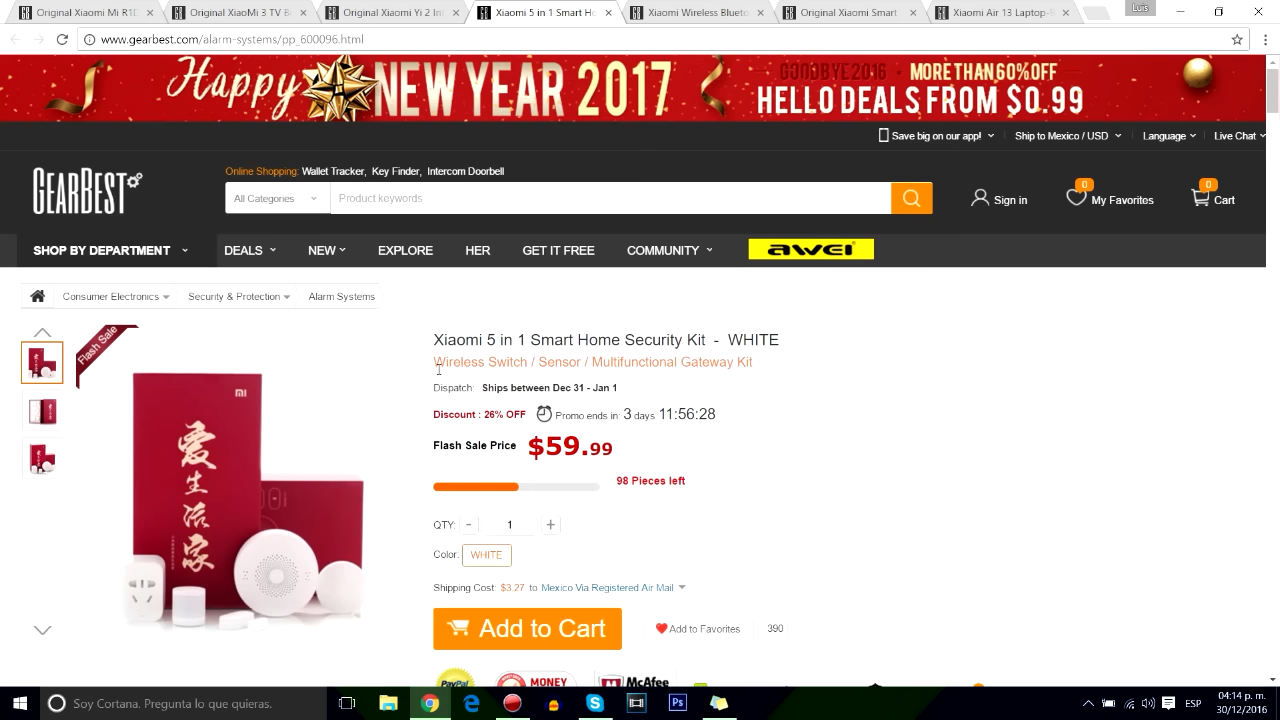 Original Xiaomi R1D
Original Xiaomi 3 TV B
Original Xiaomi Yi 2 In
Xiaomi 5 in 1 Smart Ho
Xiaomi Wireless Blueto
Original Xiaomi Smart
Xiaomi Air 13 Laptop-
Luis
www.gearbest.com/alarm-systems/pp_600096.html
Happy NEW YEAR 2017
GOODBYE 2016 • MORE THAN 60% OFF
HELLO DEALS FROM $0.99
Save big on our app!
Ship to Mexico / USD
Language
Live Chat
GEARBEST
Online Shopping: Wallet Tracker, Key Finder, Intercom Doorbell
All Categories
Product keywords
Sign in
0
My Favorites
0
Cart
SHOP BY DEPARTMENT
DEALS
NEW
EXPLORE
HER
GET IT FREE
COMMUNITY
AWEI
Consumer Electronics
Security & Protection
Alarm Systems
Flash Sale
爱生活家
Xiaomi 5 in 1 Smart Home Security Kit - WHITE
Wireless Switch / Sensor / Multifunctional Gateway Kit
Dispatch: Ships between Dec 31 - Jan 1
Discount : 26% OFF
Promo ends in: 3 days 11:56:28
Flash Sale Price $59.99
98 Pieces left
QTY: - 1 +
Color: WHITE
Shipping Cost: $3.27 to Mexico Via Registered Air Mail
Add to Cart
Add to Favorites
390
PayPal
MONEY
McAfee
Soy Cortana. Pregunta lo que quieras.
ESP
04:14 p. m.
30/12/2016